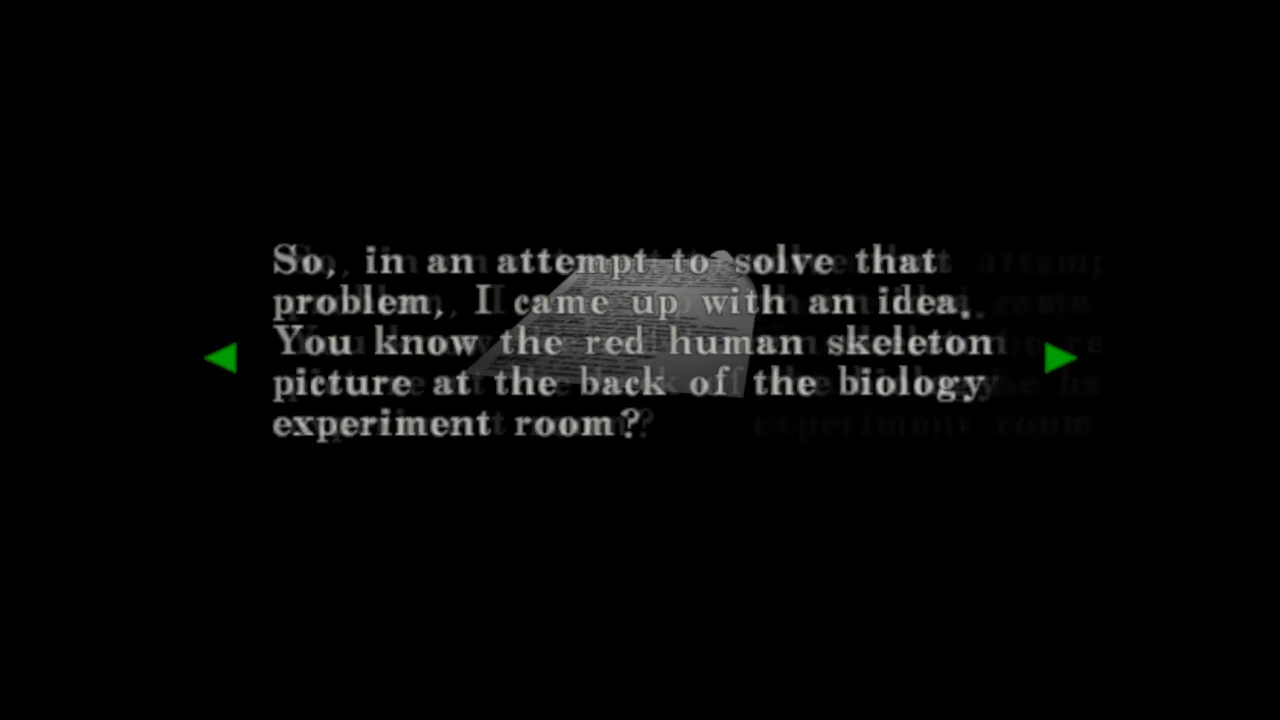 So, in an attempt to solve that
problem, I came up with an idea.
You know the red human skeleton
picture at the back of the biology
experiment room?